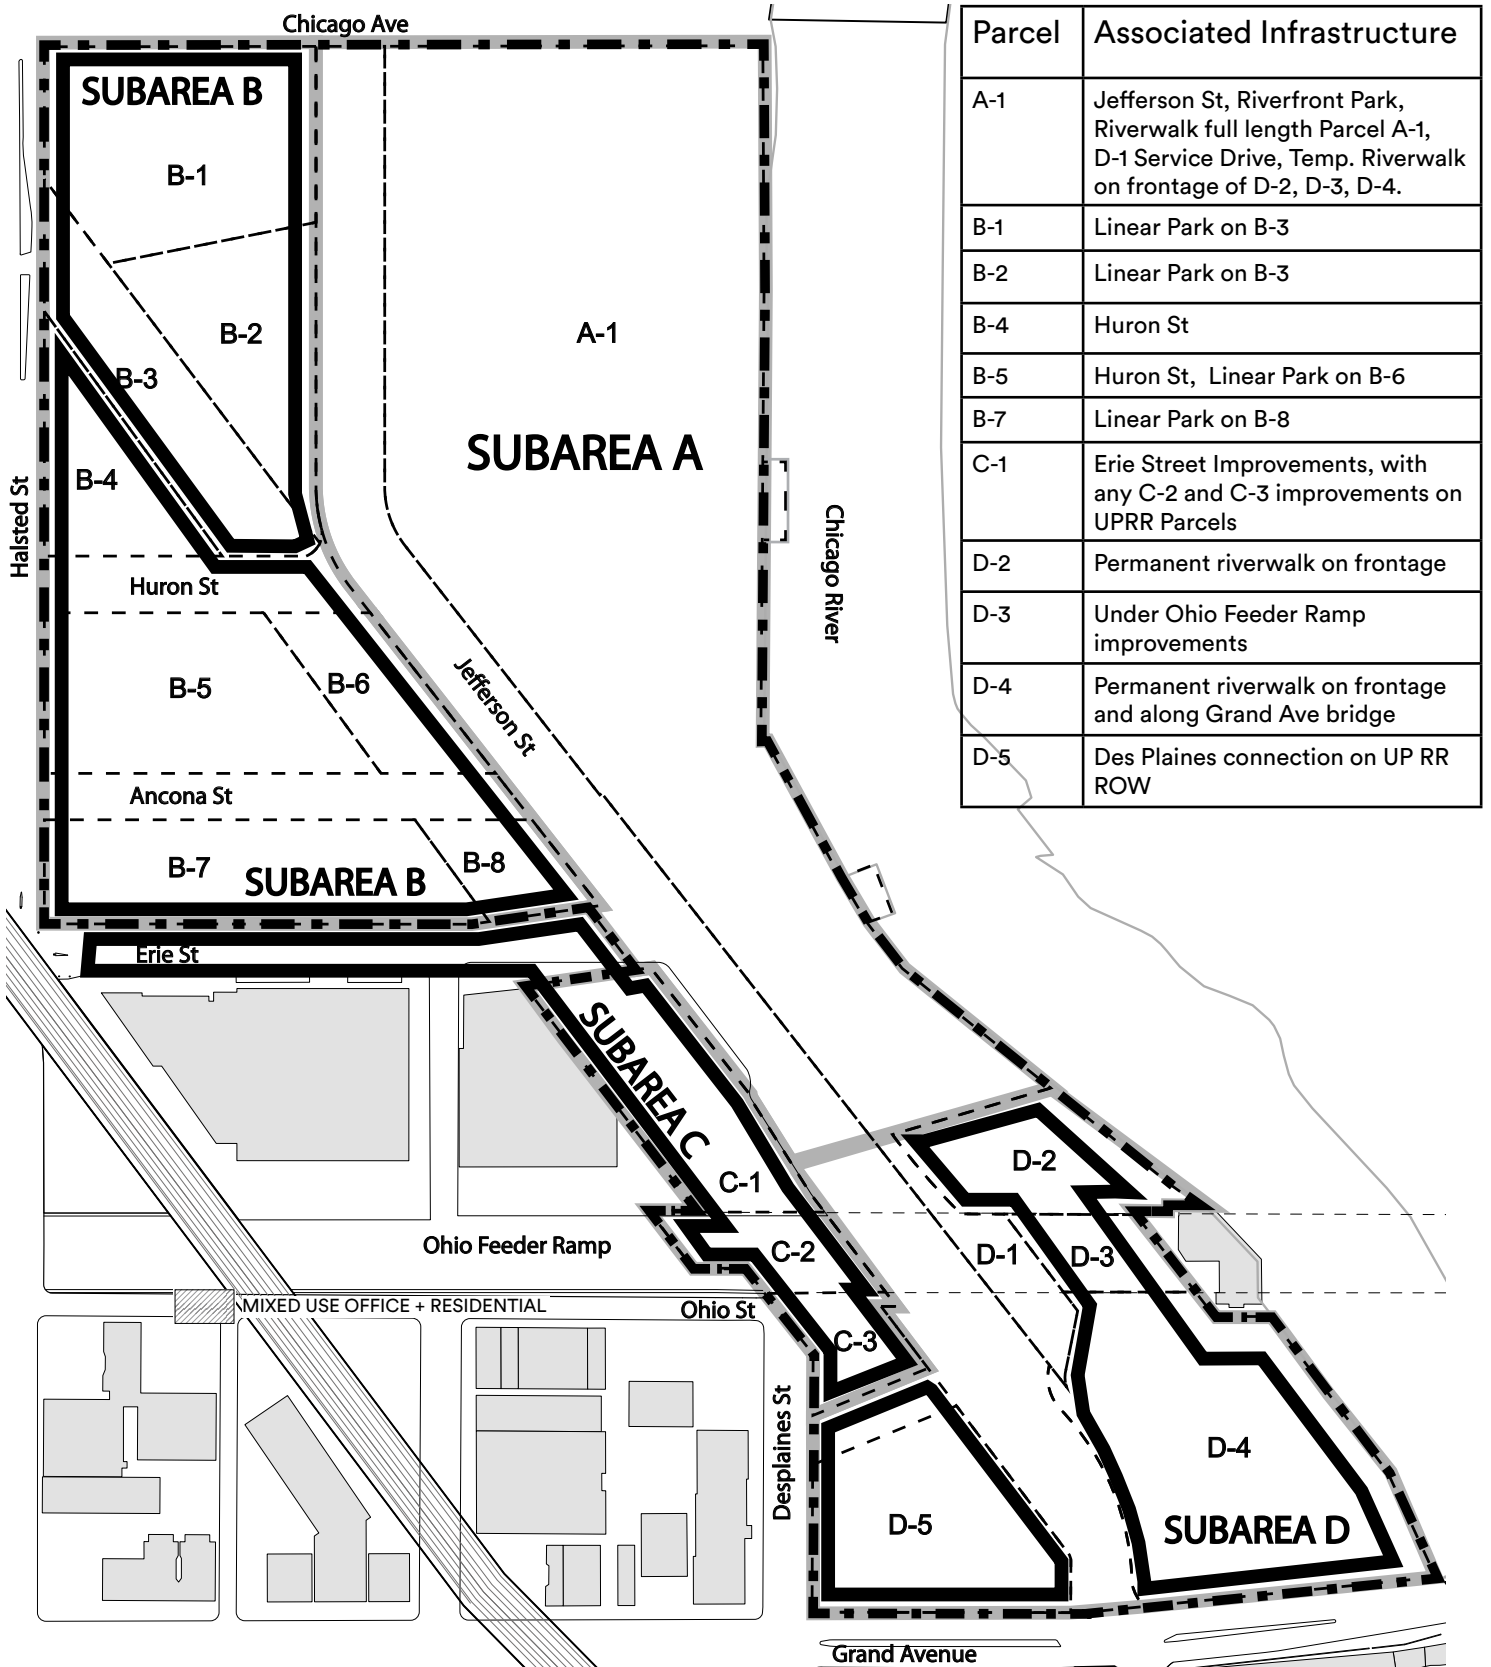 Chicago Ave
SUBAREA B
B-1
B-2
B-3
B-4
A-1
SUBAREA A
Halsted St
Huron St
Chicago River
B-5
B-6
Jefferson St
Ancona St
B-7
SUBAREA B
B-8
Erie St
SUBAREA C
C-1
D-2
Ohio Feeder Ramp
C-2
D-1
D-3
MIXED USE OFFICE + RESIDENTIAL
Ohio St
C-3
Desplaines St
D-4
D-5
SUBAREA D
Grand Avenue
Parcel Associated Infrastructure
A-1 Jefferson St, Riverfront Park,
Riverwalk full length Parcel A-1,
D-1 Service Drive, Temp. Riverwalk
on frontage of D-2, D-3, D-4.
B-1 Linear Park on B-3
B-2 Linear Park on B-3
B-4 Huron St
B-5 Huron St, Linear Park on B-6
B-7 Linear Park on B-8
C-1 Erie Street Improvements, with
any C-2 and C-3 improvements on
UPRR Parcels
D-2 Permanent riverwalk on frontage
D-3 Under Ohio Feeder Ramp
improvements
D-4 Permanent riverwalk on frontage
and along Grand Ave bridge
D-5 Des Plaines connection on UP RR
ROW